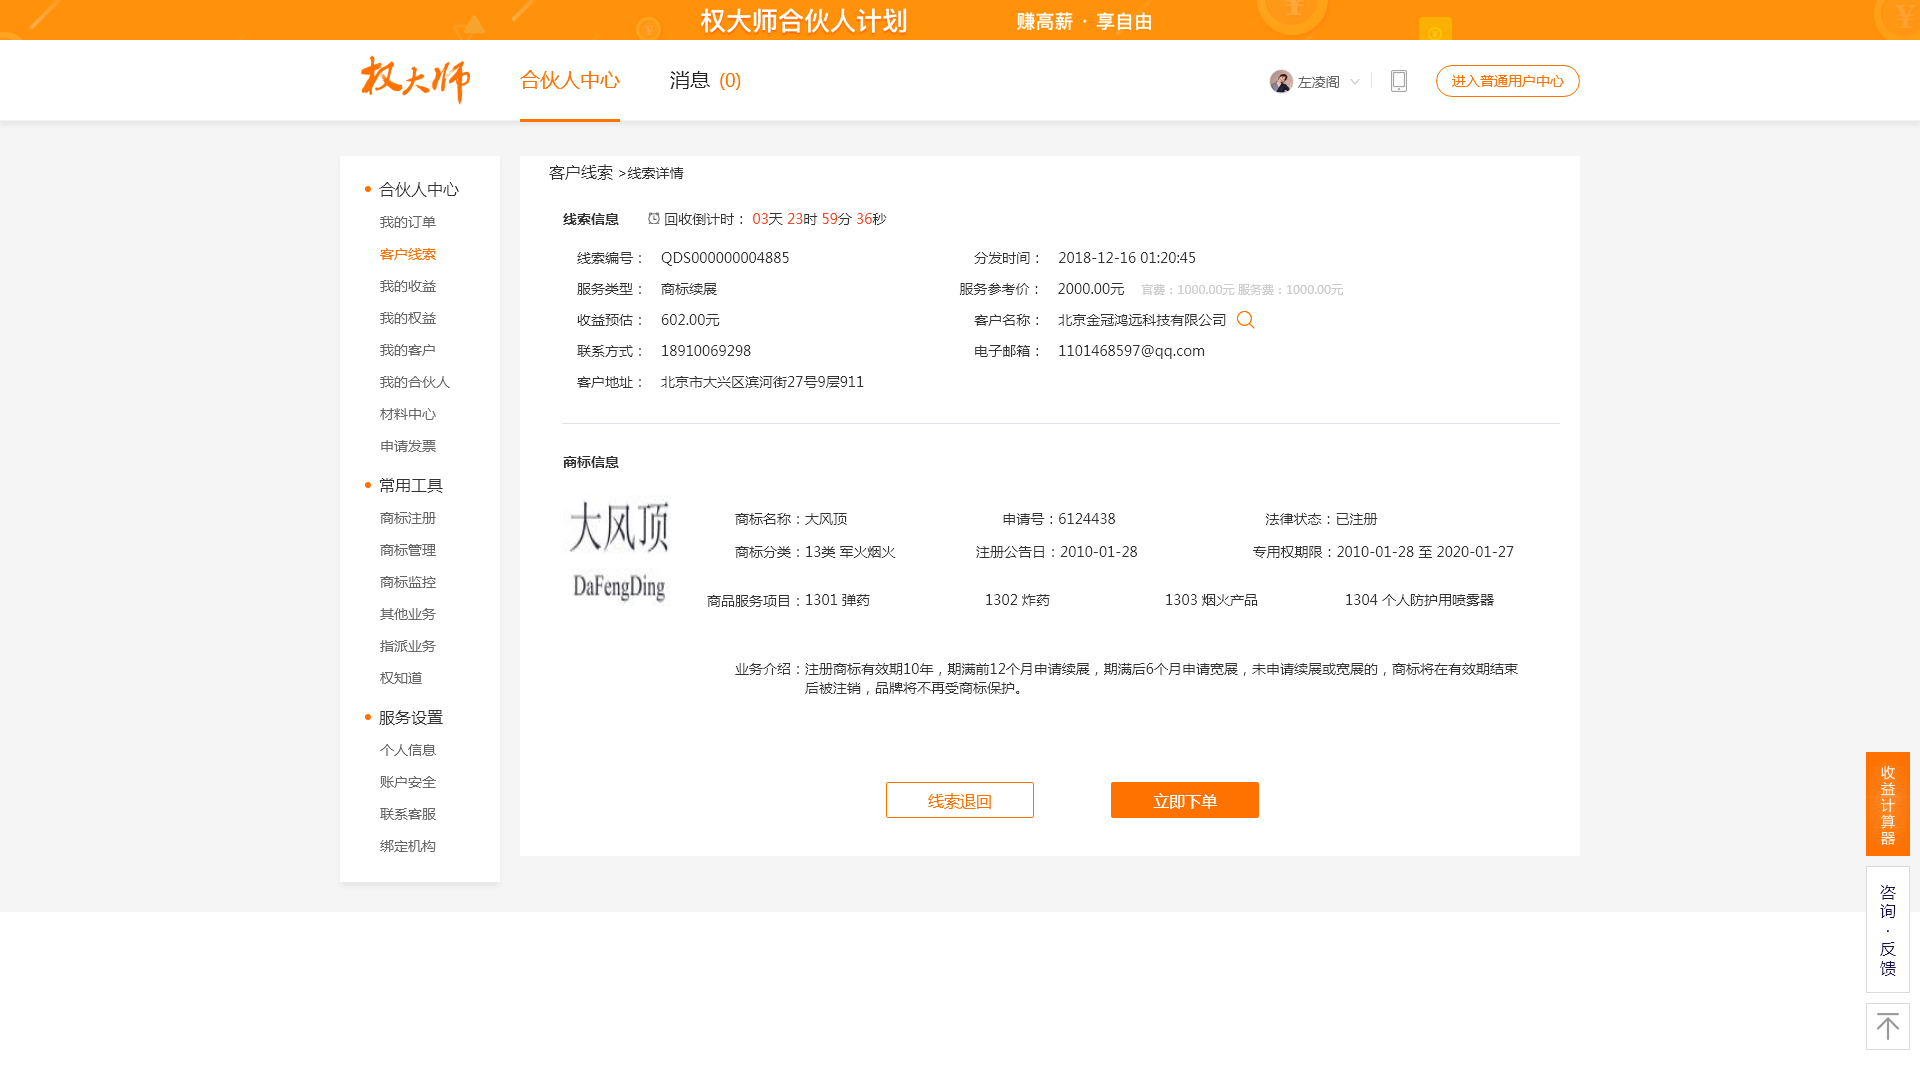 权大师合伙人计划 赚高薪 · 享自由
权大师 合伙人中心 消息 (0) 左凌阁 进入普通用户中心
合伙人中心
我的订单
客户线索
我的收益
我的权益
我的客户
我的合伙人
材料中心
申请发票
常用工具
商标注册
商标管理
商标监控
其他业务
指派业务
权知道
服务设置
个人信息
账户安全
联系客服
绑定机构
客户线索 >线索详情
线索信息 回收倒计时： 03天 23时 59分 36秒
线索编号： QDS000000004885 分发时间： 2018-12-16 01:20:45
服务类型： 商标续展 服务参考价： 2000.00元 官费：1000.00元 服务费：1000.00元
收益预估： 602.00元 客户名称： 北京金冠鸿远科技有限公司
联系方式： 18910069298 电子邮箱： 1101468597@qq.com
客户地址： 北京市大兴区滨河街27号9层911
商标信息
大风顶
DaFengDing
商标名称：大风顶 申请号：6124438 法律状态：已注册
商标分类：13类 军火烟火 注册公告日：2010-01-28 专用权期限：2010-01-28 至 2020-01-27
商品服务项目：1301 弹药 1302 炸药 1303 烟火产品 1304 个人防护用喷雾器
业务介绍：注册商标有效期10年，期满前12个月申请续展，期满后6个月申请宽展，未申请续展或宽展的，商标将在有效期结束
后被注销，品牌将不再受商标保护。
线索退回 立即下单
收益计算器
咨询·反馈